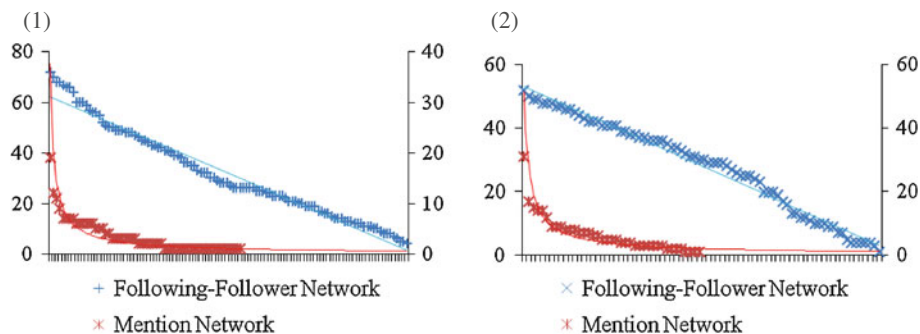 (1) (2)
80 40 60 60
60 30
40 20 40 40
20 10 20 20
0 0 0 0
Following-Follower Network Following-Follower Network
Mention Network Mention Network